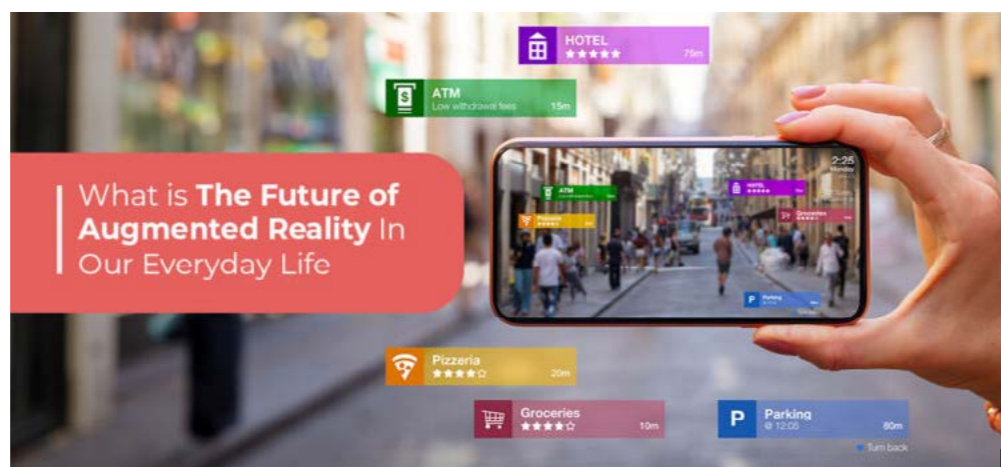 HOTEL
★★★★★ 75m
ATM
Low withdrawal fees 15m
What is The Future of
Augmented Reality In
Our Everyday Life
2:25
Monday
ATM
HOTEL
Pizzeria
Groceries
P Parking
Pizzeria
★★★★☆ 20m
Groceries
★★★★☆ 10m
P Parking
@ 12:05 80m
Turn back